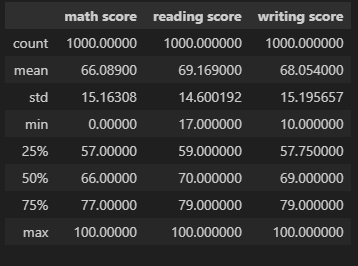 math score reading score writing score
count 1000.00000 1000.000000 1000.000000
mean 66.08900 69.169000 68.054000
std 15.16308 14.600192 15.195657
min 0.00000 17.000000 10.000000
25% 57.00000 59.000000 57.750000
50% 66.00000 70.000000 69.000000
75% 77.00000 79.000000 79.000000
max 100.00000 100.000000 100.000000